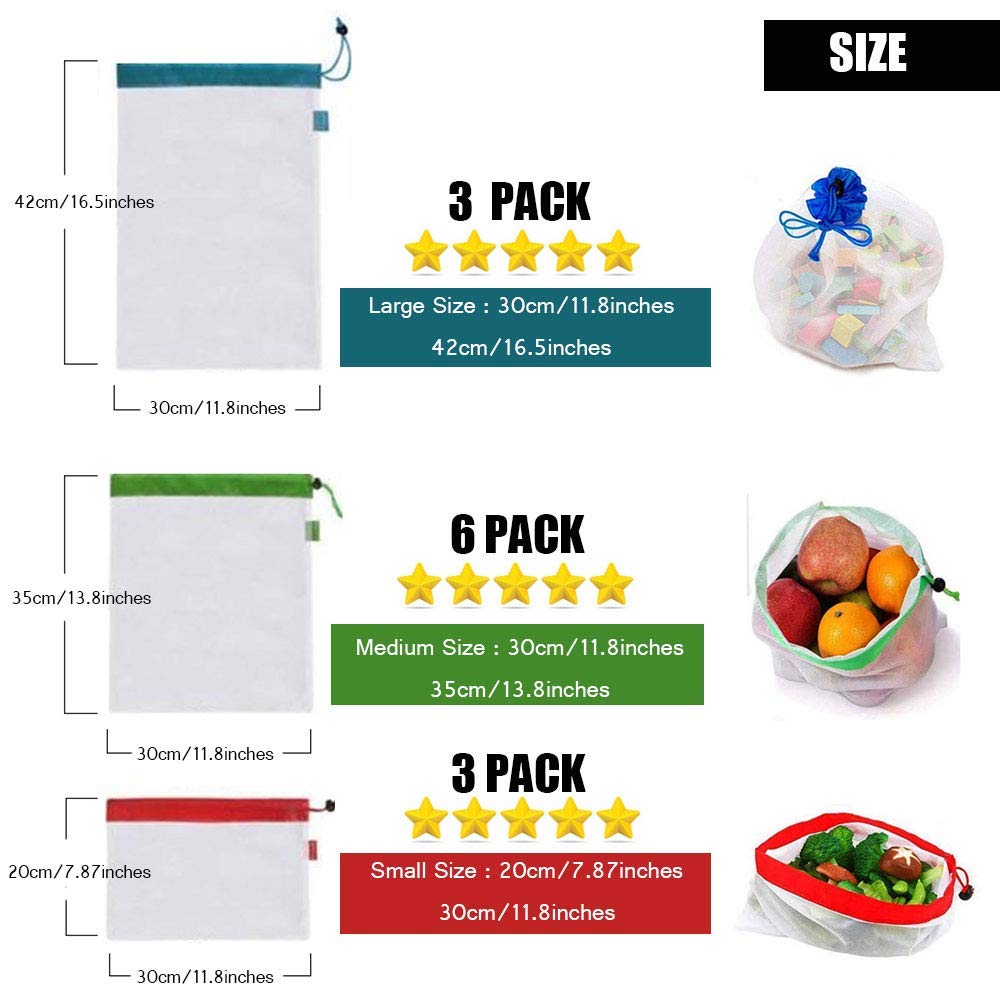 SIZE
42cm/16.5inches
3 PACK
Large Size : 30cm/11.8inches
42cm/16.5inches
30cm/11.8inches
35cm/13.8inches
6 PACK
Medium Size : 30cm/11.8inches
35cm/13.8inches
30cm/11.8inches
3 PACK
20cm/7.87inches
Small Size : 20cm/7.87inches
30cm/11.8inches
30cm/11.8inches